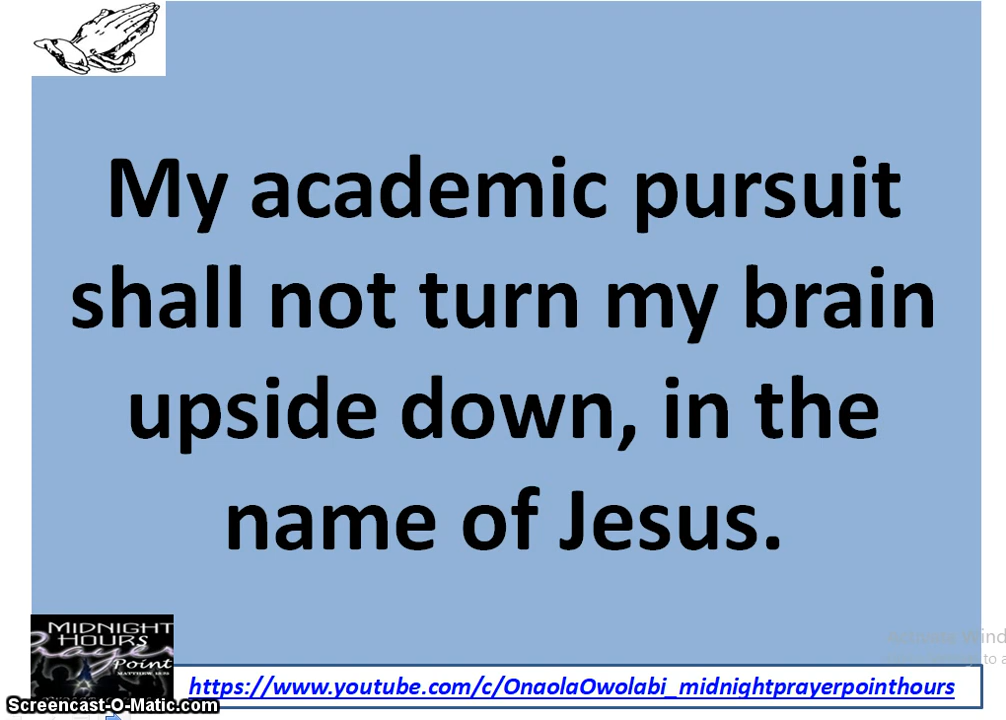 My academic pursuit
shall not turn my brain
upside down, in the
name of Jesus.
MIDNIGHT
HOURS
Point
https://www.youtube.com/c/OnaolaOwolabi_midnightprayerpointhours
Screencast-O-Matic.com